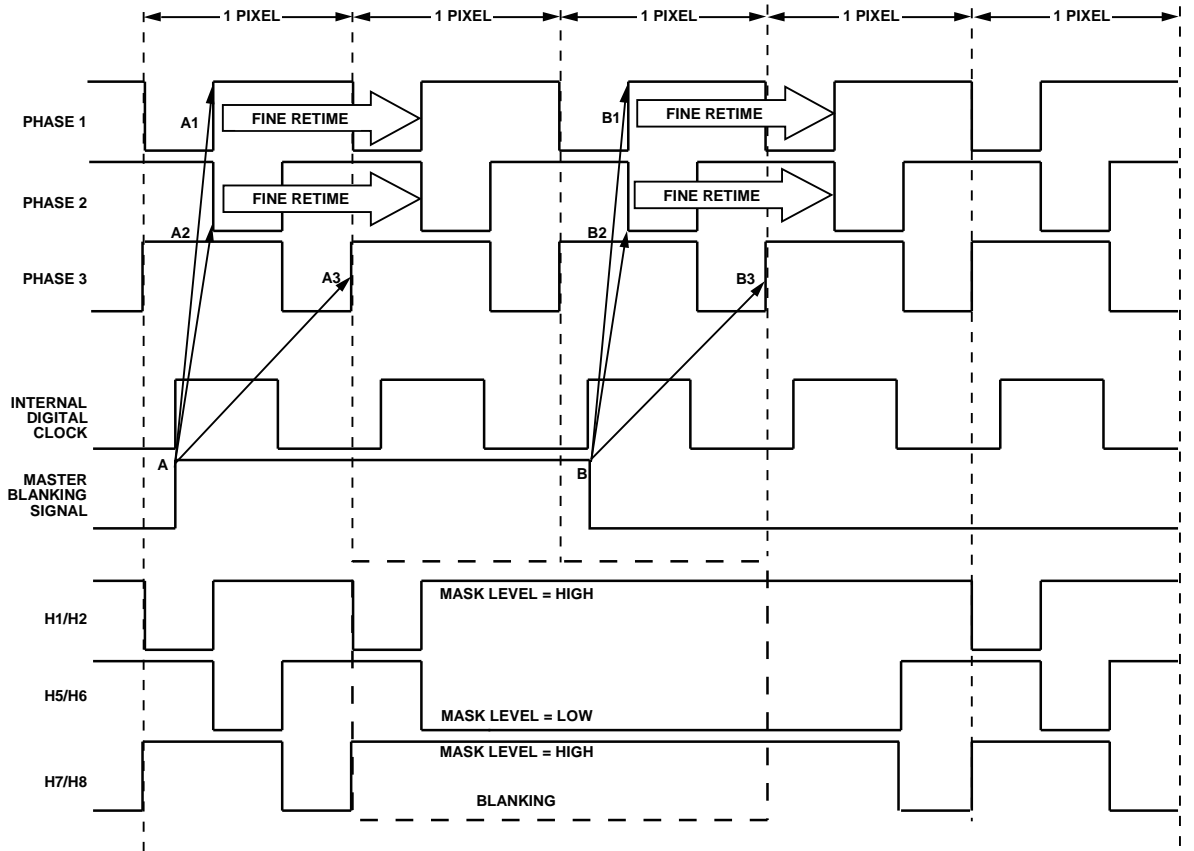 1 PIXEL 1 PIXEL 1 PIXEL 1 PIXEL 1 PIXEL
PHASE 1
A1
FINE RETIME
B1
FINE RETIME
PHASE 2
FINE RETIME
FINE RETIME
A2
B2
PHASE 3
A3
B3
INTERNAL
DIGITAL
CLOCK
A
B
MASTER
BLANKING
SIGNAL
H1/H2
MASK LEVEL = HIGH
H5/H6
MASK LEVEL = LOW
H7/H8
MASK LEVEL = HIGH
BLANKING